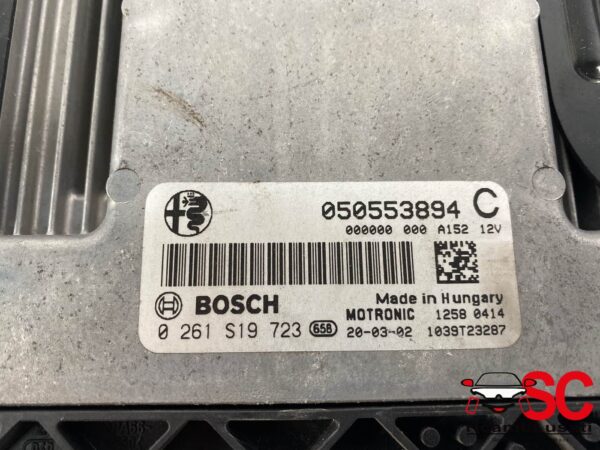 050553894 C
000000 000 A152 12V
BOSCH
Made in Hungary
MOTRONIC 1258 0414
0 261 S19 723 658 20-03-02 1039T23287
SC